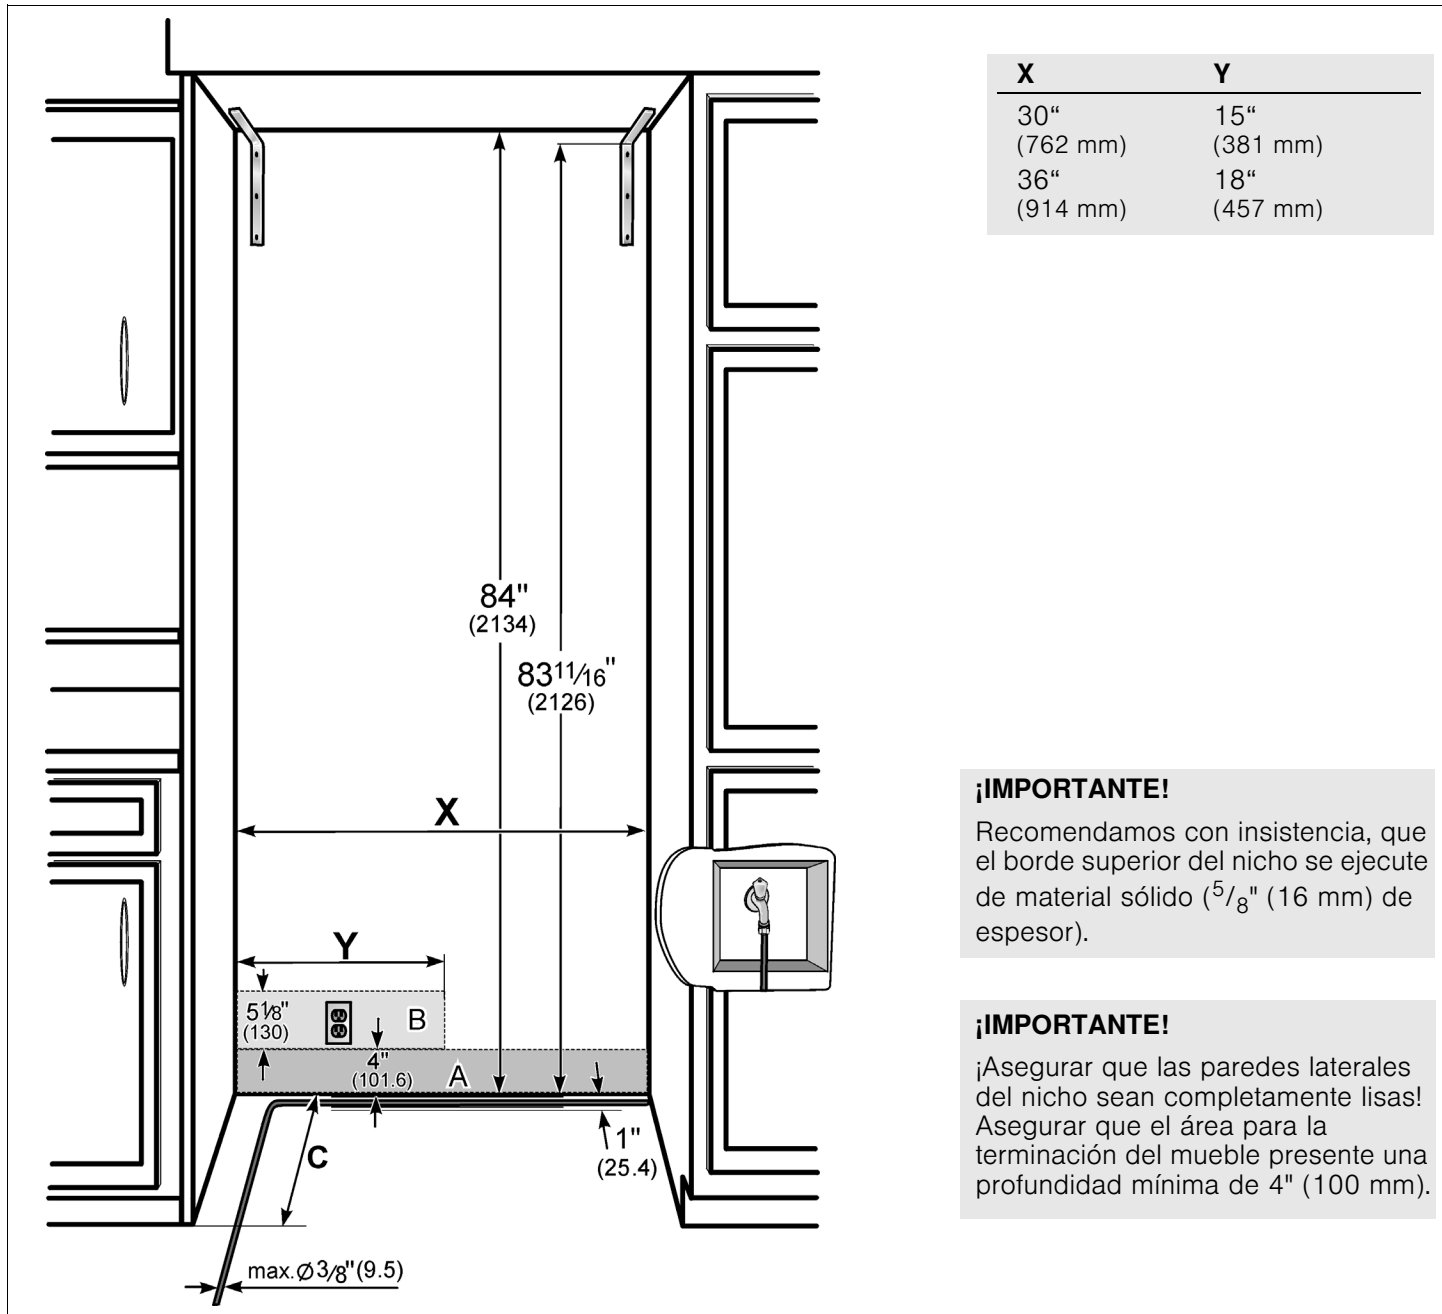 X Y
30“ 15“
(762 mm) (381 mm)
36“ 18“
(914 mm) (457 mm)
84"
(2134)
83 11/16"
(2126)
X
¡IMPORTANTE!
Recomendamos con insistencia, que
el borde superior del nicho se ejecute
de material sólido (5/8" (16 mm) de
espesor).
Y
5 1/8"
(130)
B
4"
(101.6)
A
C
1"
(25.4)
max. Ø 3/8" (9.5)
¡IMPORTANTE!
¡Asegurar que las paredes laterales
del nicho sean completamente lisas!
Asegurar que el área para la
terminación del mueble presente una
profundidad mínima de 4" (100 mm).